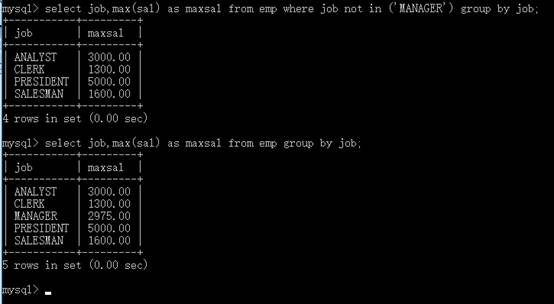 mysql> select job,max(sal) as maxsal from emp where job not in ('MANAGER') group by job;
+-----------+---------+
| job | maxsal |
+-----------+---------+
| ANALYST | 3000.00 |
| CLERK | 1300.00 |
| PRESIDENT | 5000.00 |
| SALESMAN | 1600.00 |
+-----------+---------+
4 rows in set (0.00 sec)
mysql> select job,max(sal) as maxsal from emp group by job;
+-----------+---------+
| job | maxsal |
+-----------+---------+
| ANALYST | 3000.00 |
| CLERK | 1300.00 |
| MANAGER | 2975.00 |
| PRESIDENT | 5000.00 |
| SALESMAN | 1600.00 |
+-----------+---------+
5 rows in set (0.00 sec)
mysql>